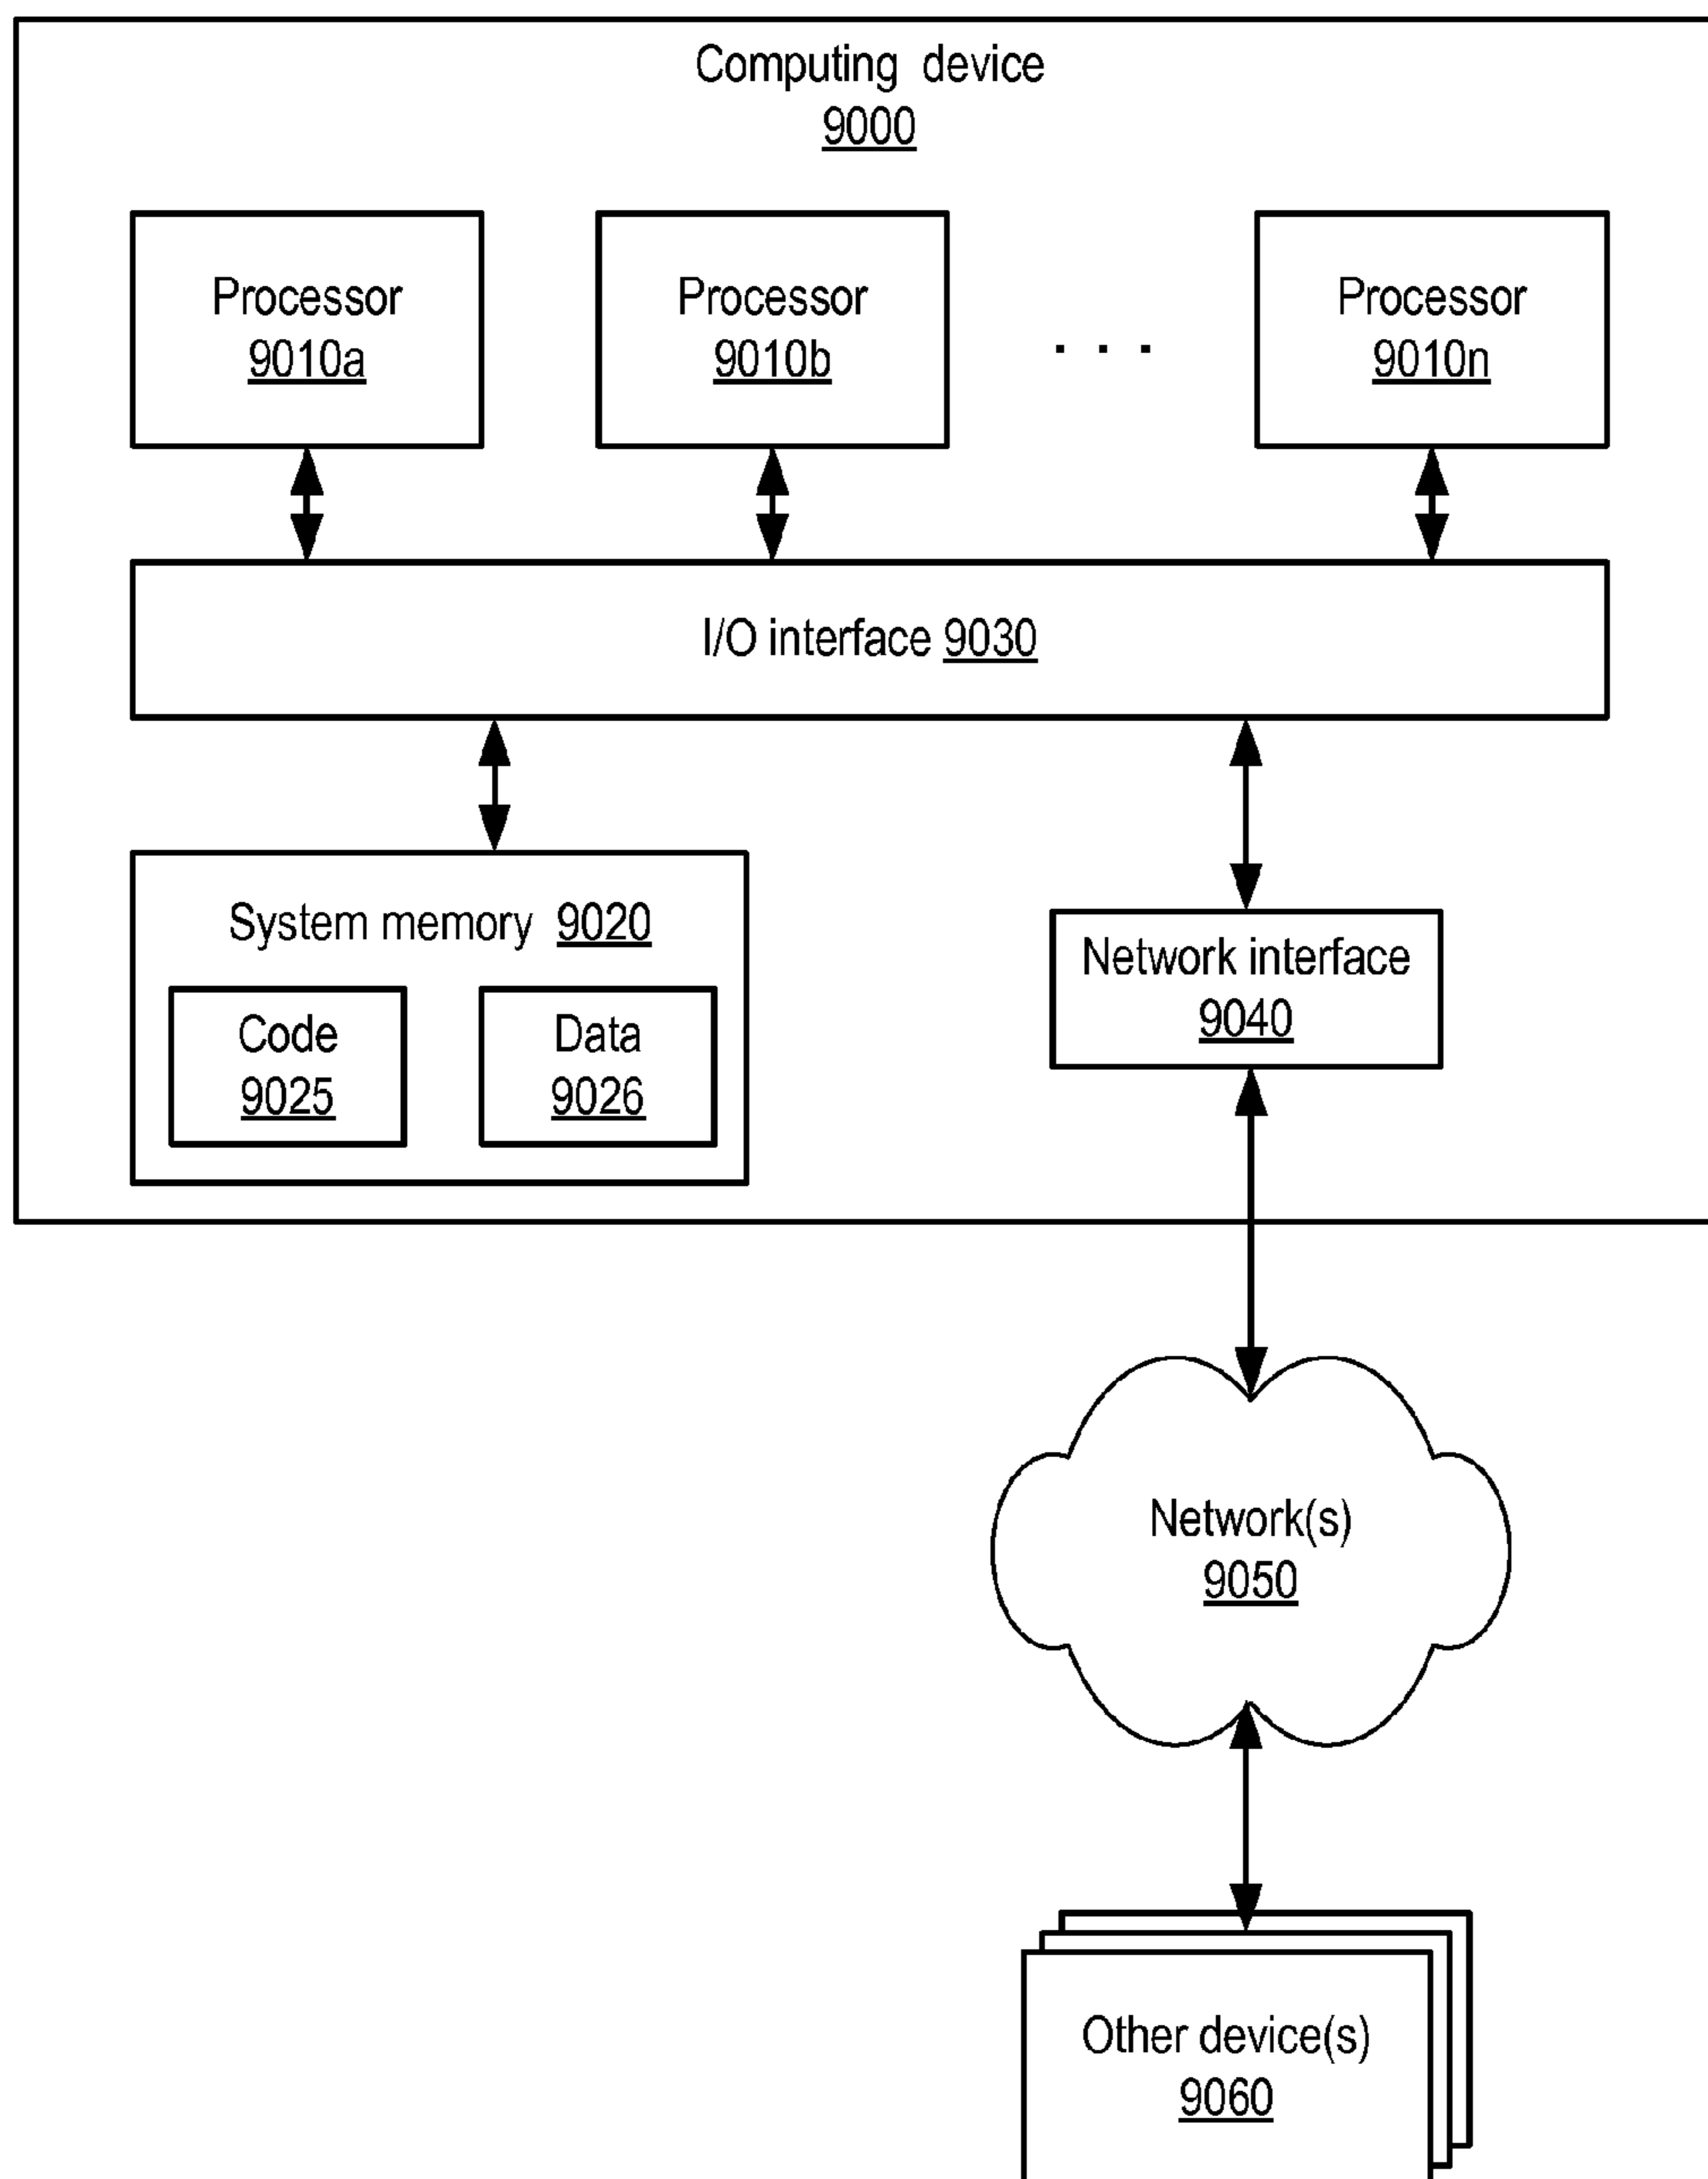 Computing device
9000
Processor
9010a
Processor
9010b
. . .
Processor
9010n
I/O interface 9030
System memory 9020
Code
9025
Data
9026
Network interface
9040
Network(s)
9050
Other device(s)
9060